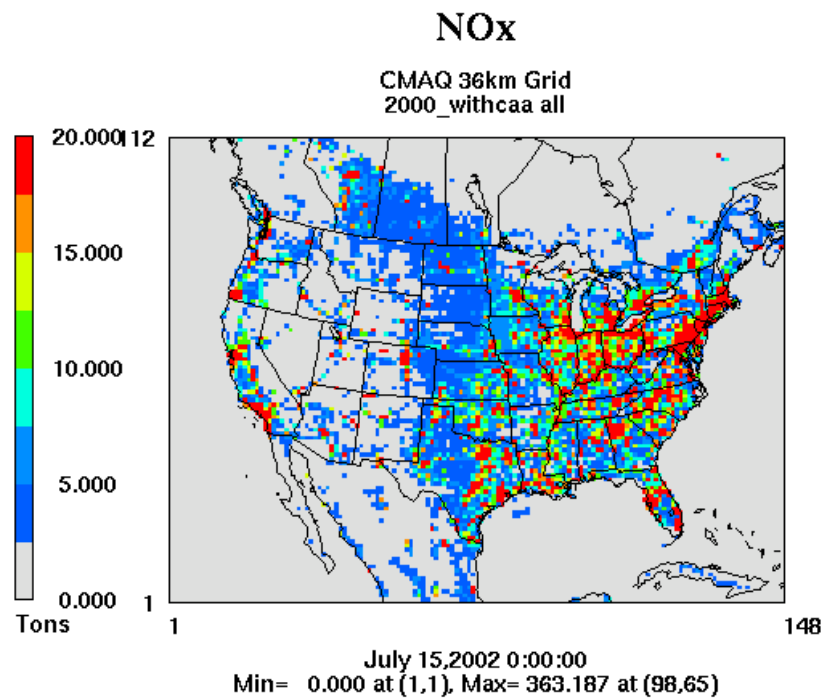 NOx
CMAQ 36km Grid
2000_withcaa all
20.000
112
15.000
10.000
5.000
0.000
1
Tons
1
148
July 15,2002 0:00:00
Min= 0.000 at (1,1), Max= 363.187 at (98,65)